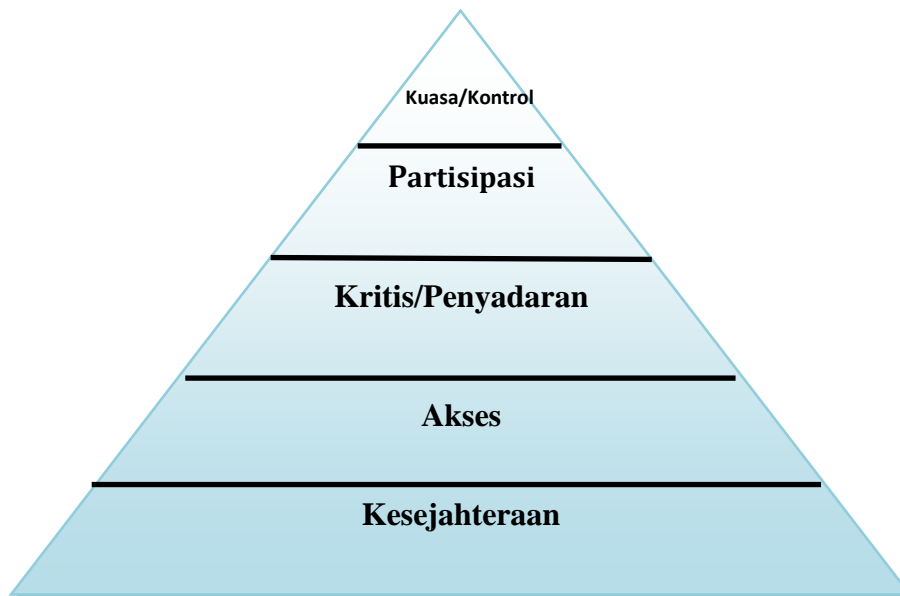 Kuasa/Kontrol
Partisipasi
Kritis/Penyadaran
Akses
Kesejahteraan